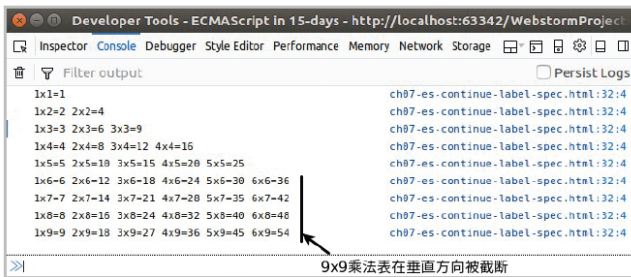 Developer Tools - ECMAScript in 15-days - http://localhost:63342/WebstormProject
Inspector Console Debugger Style Editor Performance Memory Network Storage
Filter output Persist Logs
1x1=1 ch07-es-continue-label-spec.html:32:4
1x2=2 2x2=4 ch07-es-continue-label-spec.html:32:4
1x3=3 2x3=6 3x3=9 ch07-es-continue-label-spec.html:32:4
1x4=4 2x4=8 3x4=12 4x4=16 ch07-es-continue-label-spec.html:32:4
1x5=5 2x5=10 3x5=15 4x5=20 5x5=25 ch07-es-continue-label-spec.html:32:4
1x6=6 2x6=12 3x6=18 4x6=24 5x6=30 6x6=36 ch07-es-continue-label-spec.html:32:4
1x7=7 2x7=14 3x7=21 4x7=28 5x7=35 6x7=42 ch07-es-continue-label-spec.html:32:4
1x8=8 2x8=16 3x8=24 4x8=32 5x8=40 6x8=48 ch07-es-continue-label-spec.html:32:4
1x9=9 2x9=18 3x9=27 4x9=36 5x9=45 6x9=54 ch07-es-continue-label-spec.html:32:4
9x9乘法表在垂直方向被截断